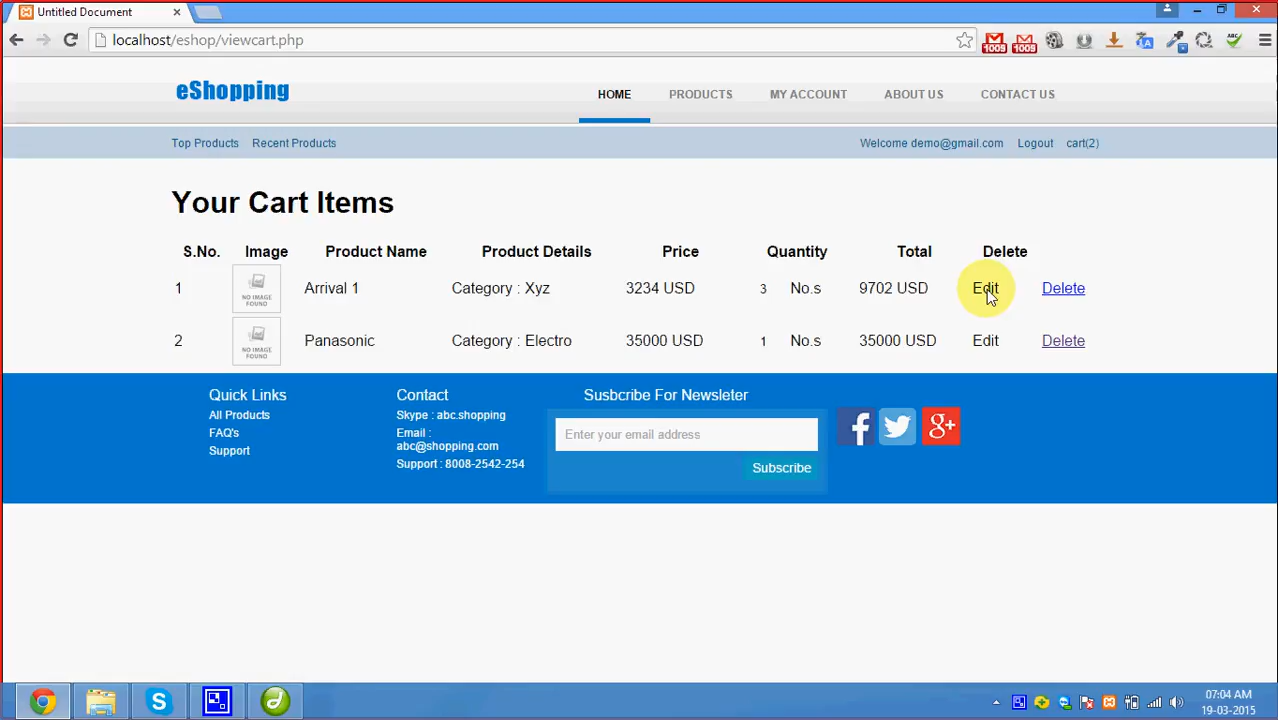 Untitled Document
localhost/eshop/viewcart.php
1005 1005 ABC
eShopping HOME PRODUCTS MY ACCOUNT ABOUT US CONTACT US
Top Products Recent Products Welcome demo@gmail.com Logout cart(2)
Your Cart Items
S.No. Image Product Name Product Details Price Quantity Total Delete
1 NO IMAGE FOUND Arrival 1 Category : Xyz 3234 USD 3 No.s 9702 USD Edit Delete
2 NO IMAGE FOUND Panasonic Category : Electro 35000 USD 1 No.s 35000 USD Edit Delete
Quick Links
All Products
FAQ's
Support
Contact
Skype : abc.shopping
Email :
abc@shopping.com
Support : 8008-2542-254
Susbcribe For Newsleter
Enter your email address
Subscribe
07:04 AM
19-03-2015